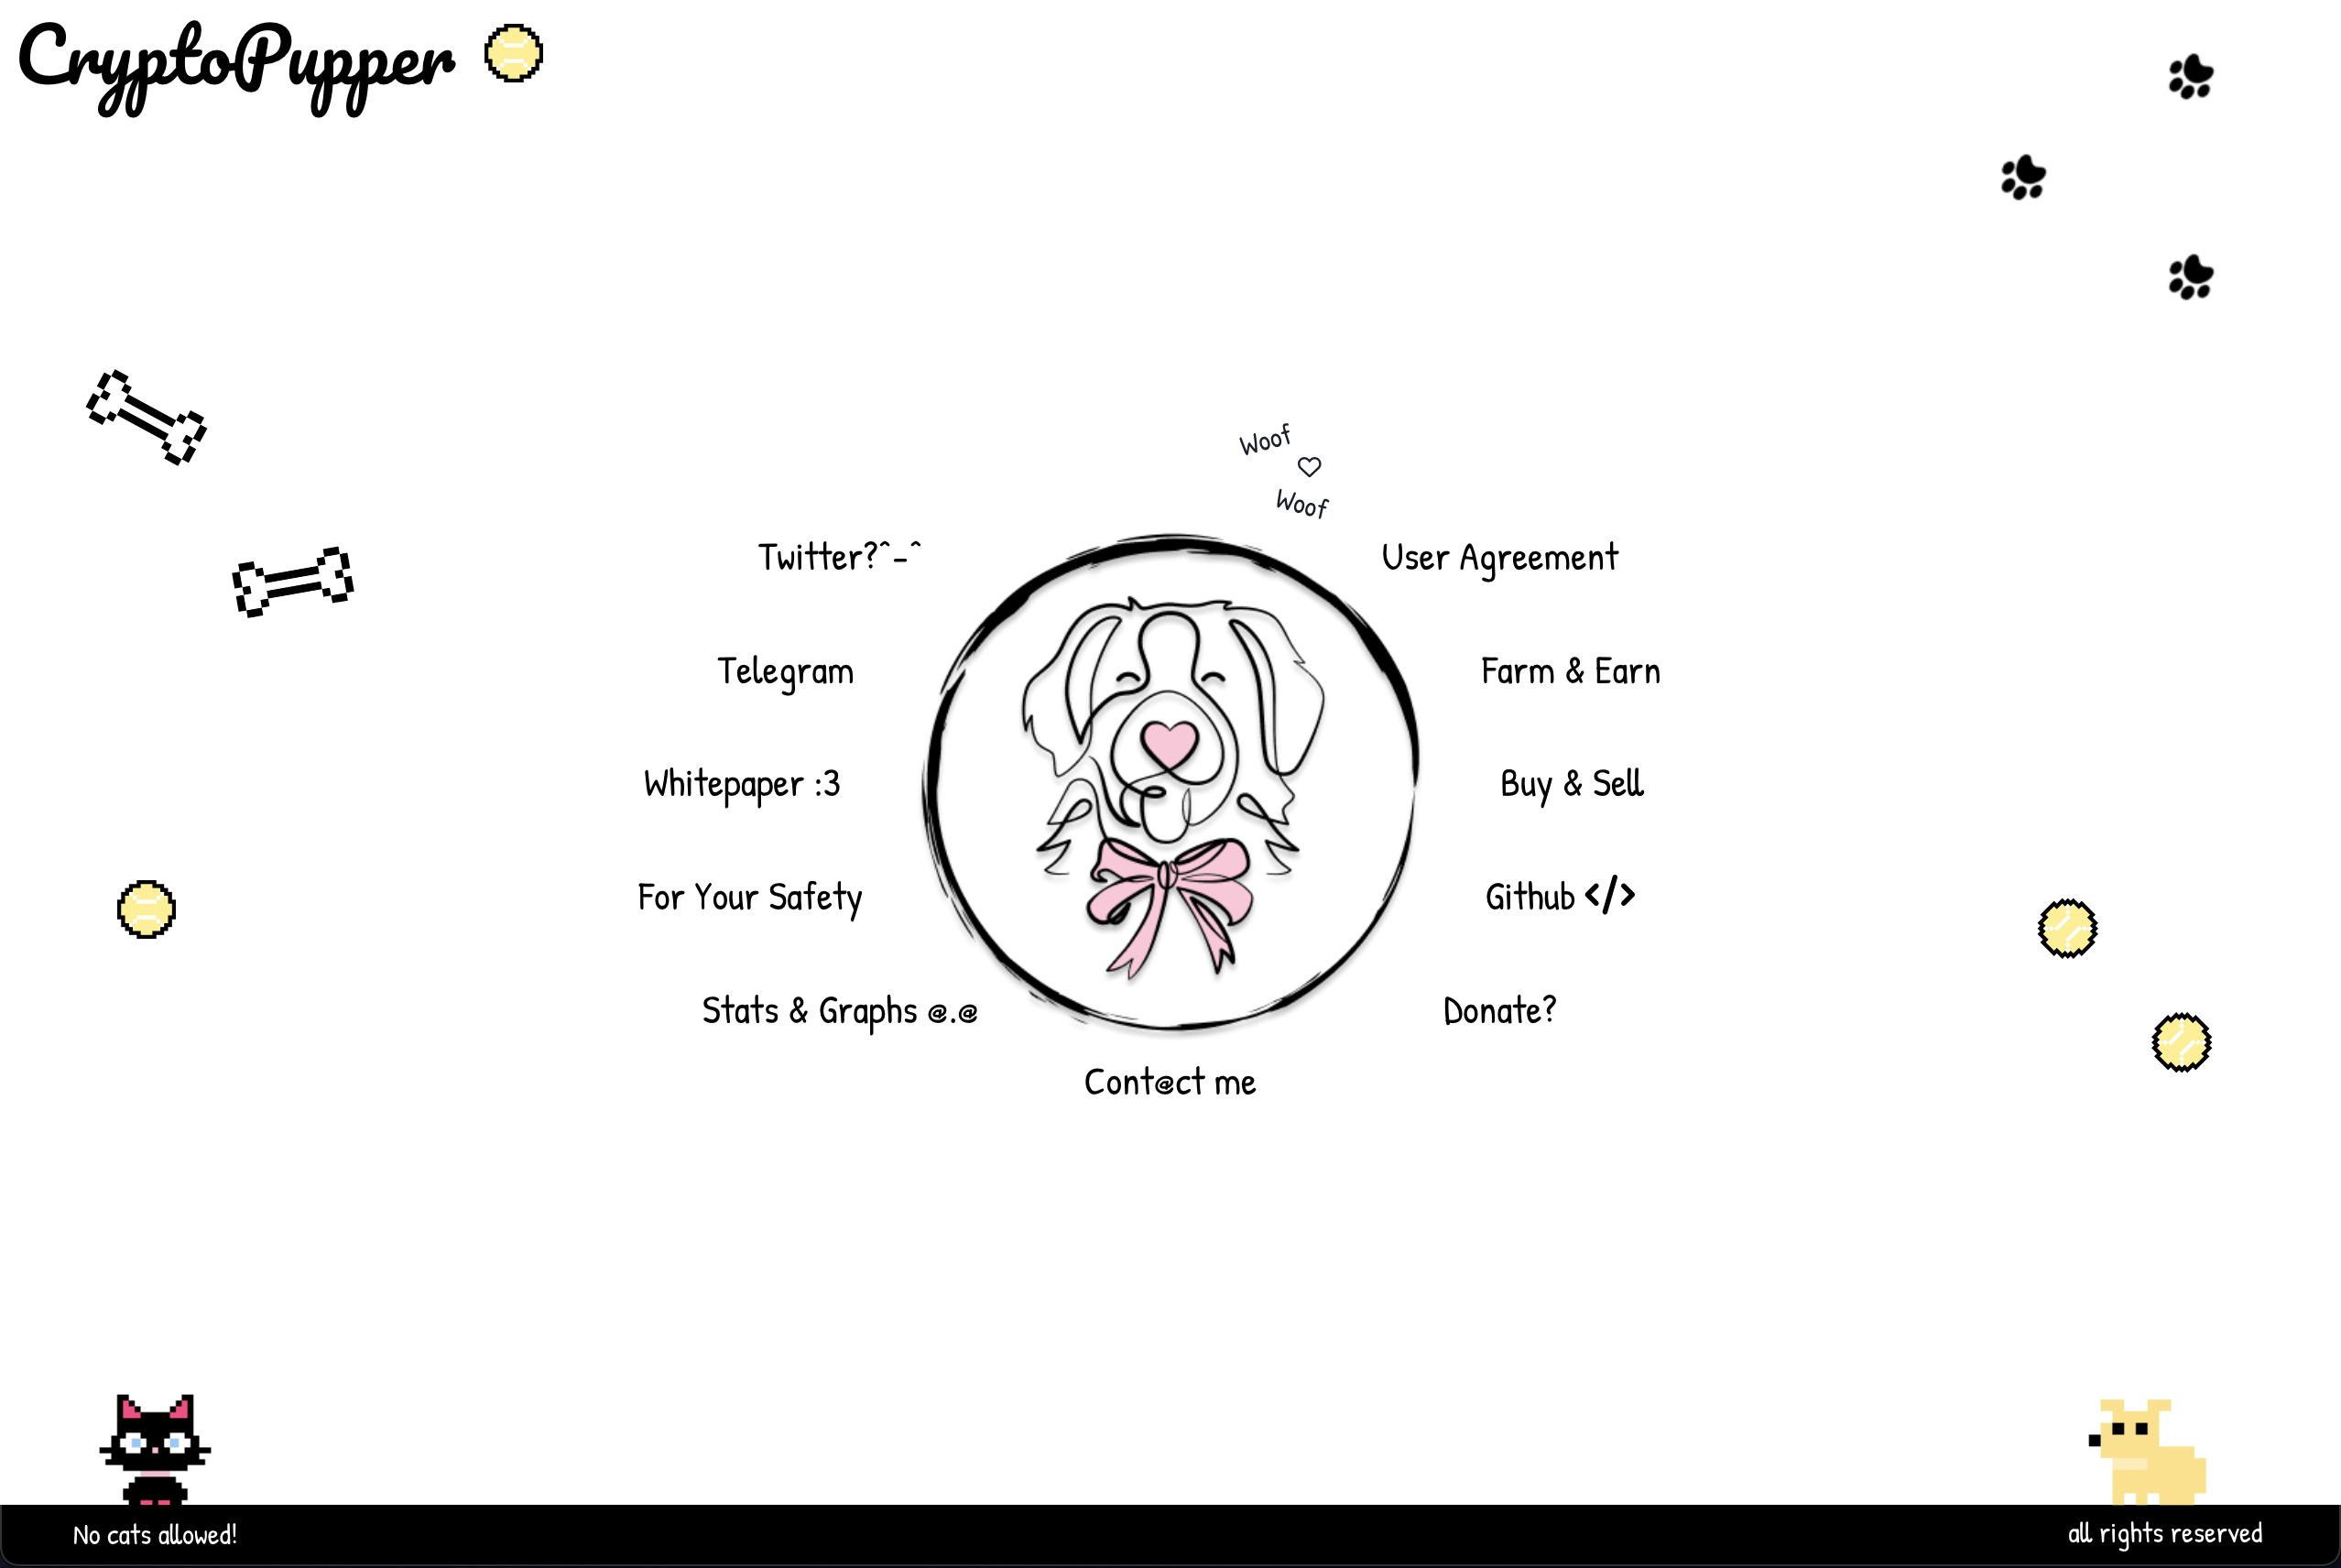 CryptoPupper
Woof
Woof
Twitter?^-^
User Agreement
Telegram
Farm & Earn
Whitepaper :3
Buy & Sell
For Your Safety
Github </>
Stats & Graphs @.@
Donate?
Cont@ct me
No cats allowed!
all rights reserved